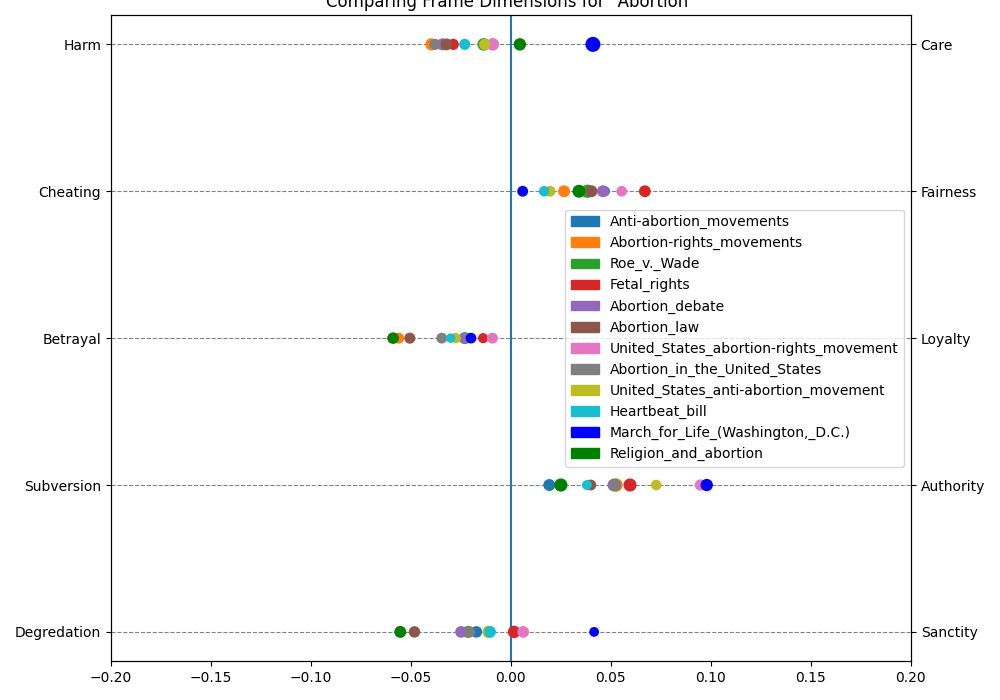 Comparing Frame Dimensions for "Abortion"
Harm
Care
Cheating
Fairness
Anti-abortion_movements
Abortion-rights_movements
Roe_v._Wade
Fetal_rights
Abortion_debate
Abortion_law
United_States_abortion-rights_movement
Abortion_in_the_United_States
United_States_anti-abortion_movement
Heartbeat_bill
March_for_Life_(Washington,_D.C.)
Religion_and_abortion
Betrayal
Loyalty
Subversion
Authority
Degredation
Sanctity
−0.20 −0.15 −0.10 −0.05 0.00 0.05 0.10 0.15 0.20